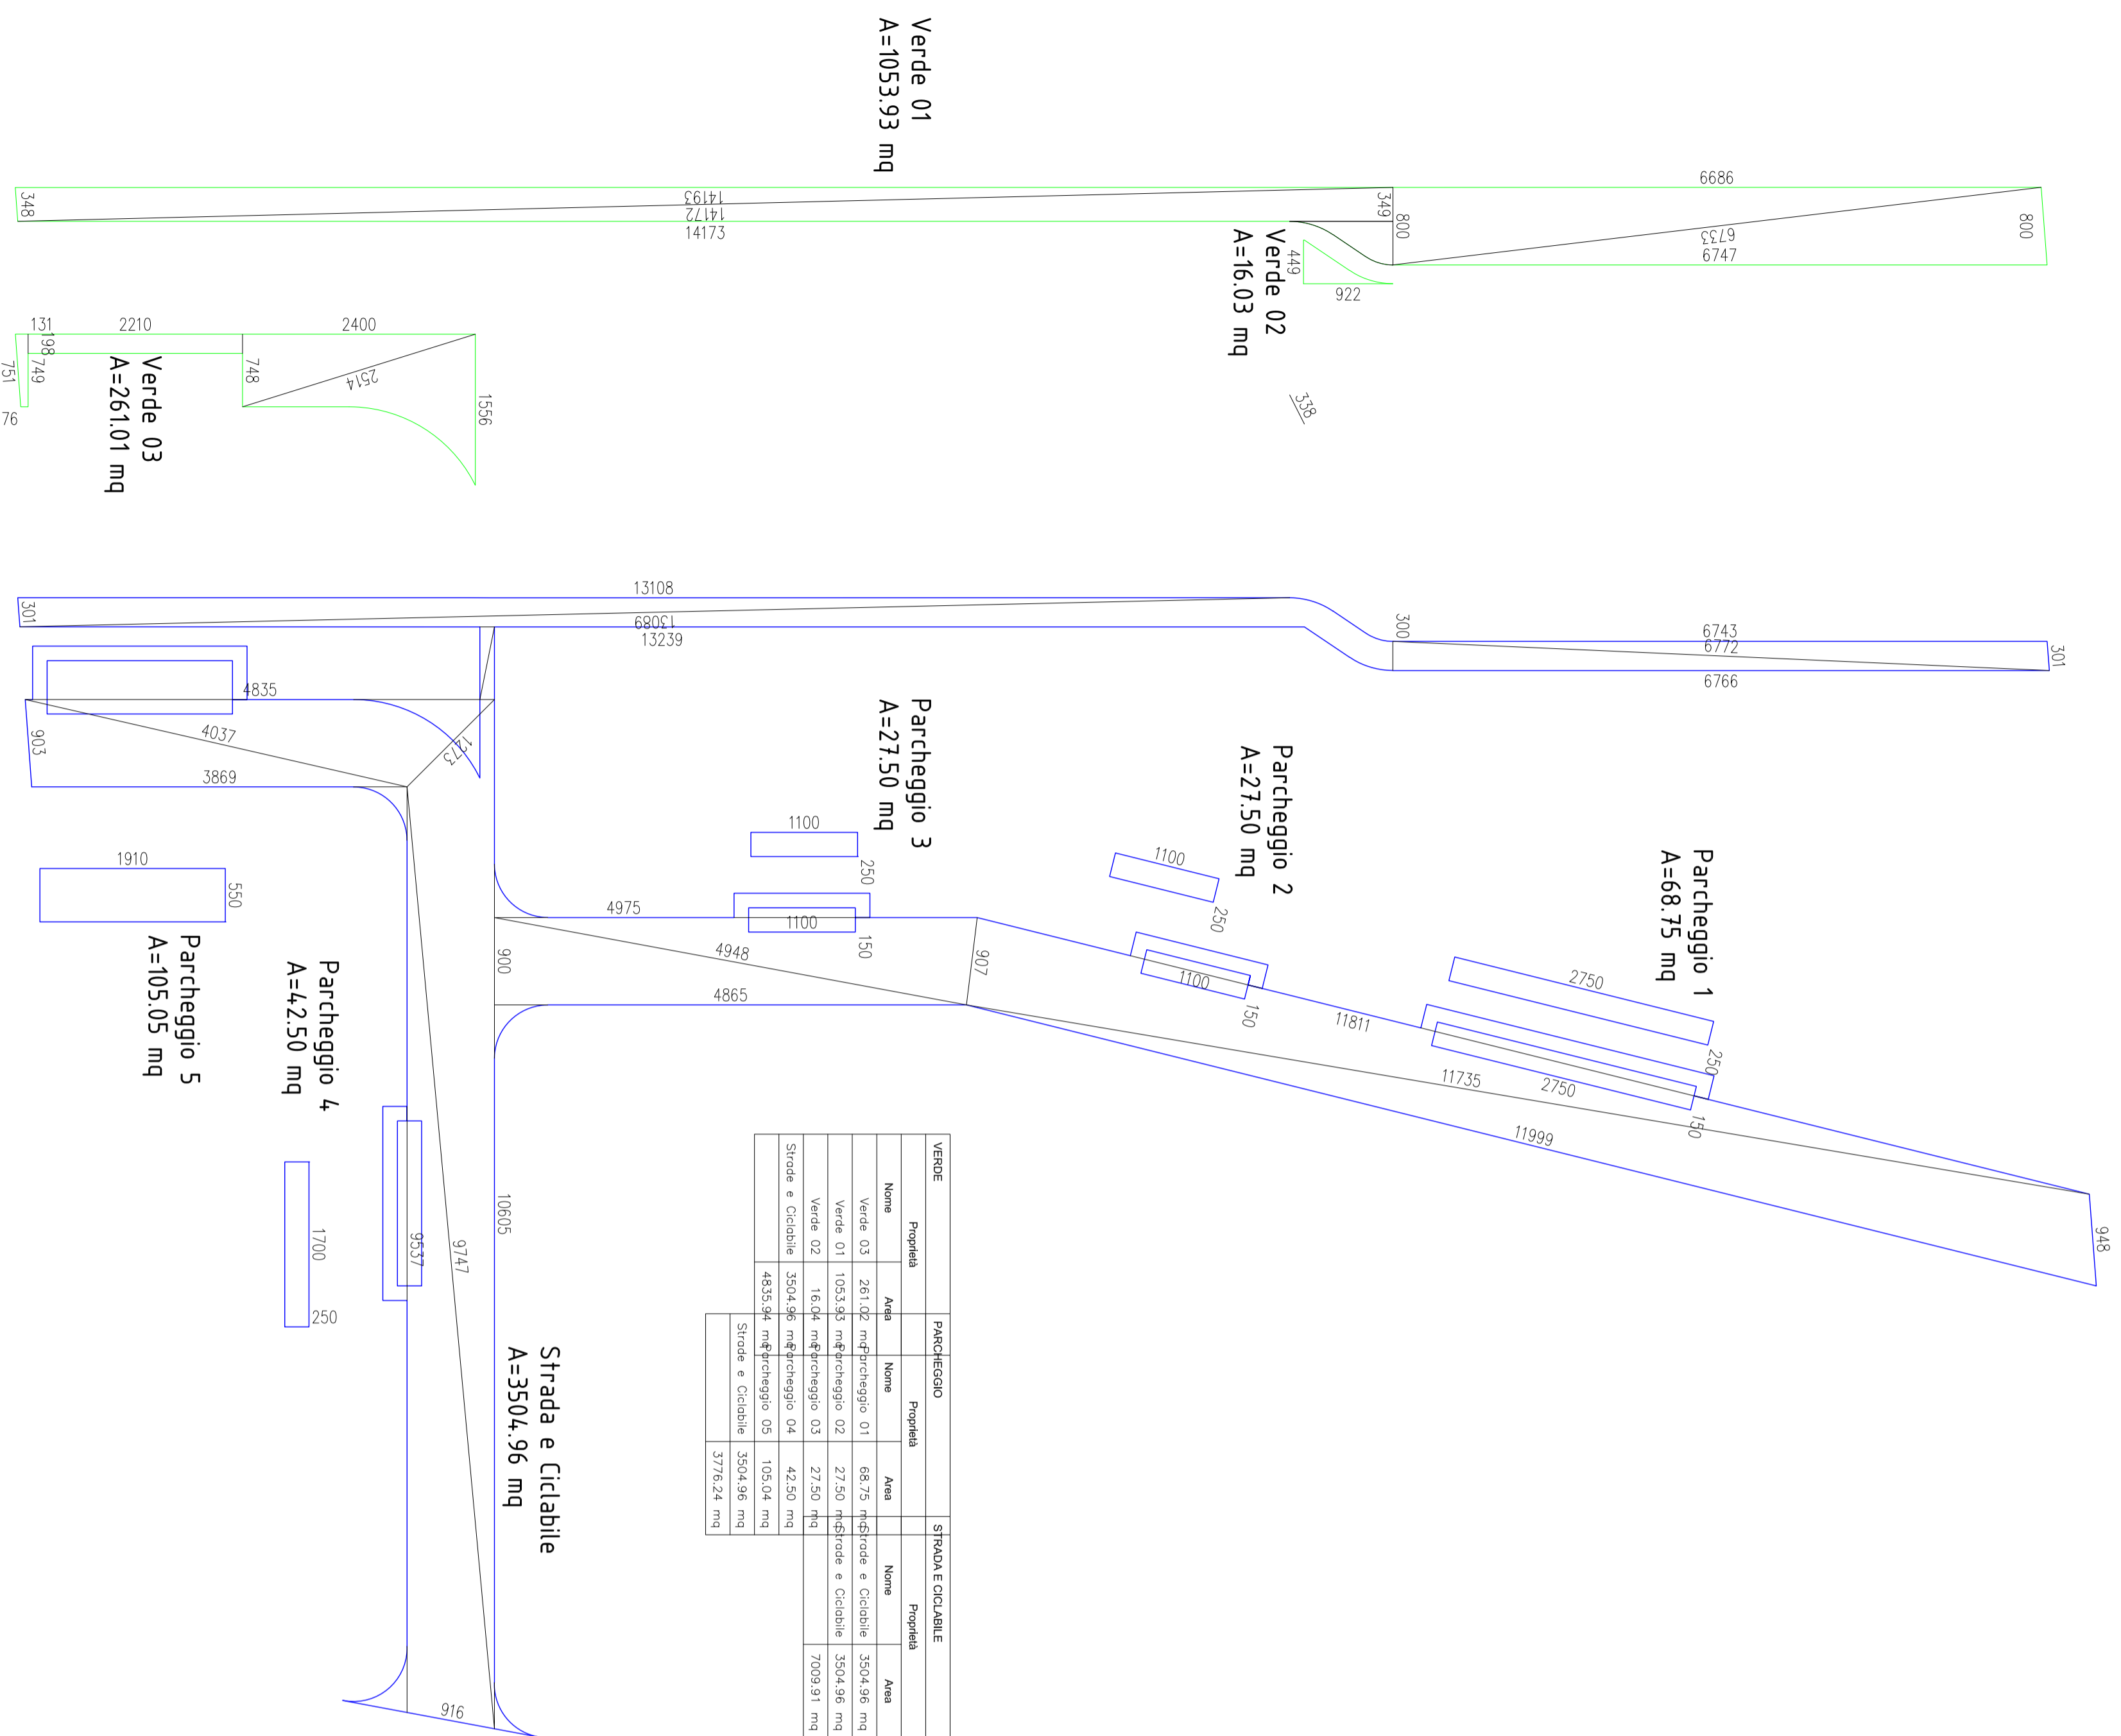 Verde 01
A=1053.93 mq
348
14193
14172
14173
349
800
6686
6733
6747
800
Verde 02
A=16.03 mq
449
922
338
131
2210
2400
198
749
751
76
748
2514
1556
Verde 03
A=261.01 mq
13108
301
13089
13239
300
6743
6772
6766
301
4835
4037
903
3869
1273
Parcheggio 3
A=27.50 mq
1100
250
4975
1100
150
4948
900
907
4865
Parcheggio 2
A=27.50 mq
1100
250
1100
150
11811
Parcheggio 1
A=68.75 mq
2750
250
11735
2750
150
11999
948
1910
550
Parcheggio 5
A=105.05 mq
Parcheggio 4
A=42.50 mq
1700
250
9537
9747
10605
916
Strada e Ciclabile
A=3504.96 mq
VERDE
Proprietà
Nome Area
Verde 03 261.02 mq
Verde 01 1053.93 mq
Verde 02 16.04 mq
Strade e Ciclabile 3504.96 mq
4835.94 mq
PARCHEGGIO
Proprietà
Nome Area
Parcheggio 01 68.75 mq
Parcheggio 02 27.50 mq
Parcheggio 03 27.50 mq
Parcheggio 04 42.50 mq
Parcheggio 05 105.04 mq
Strade e Ciclabile 3504.96 mq
3776.24 mq
STRADA E CICLABILE
Proprietà
Nome Area
Strade e Ciclabile 3504.96 mq
Strade e Ciclabile 3504.96 mq
7009.91 mq